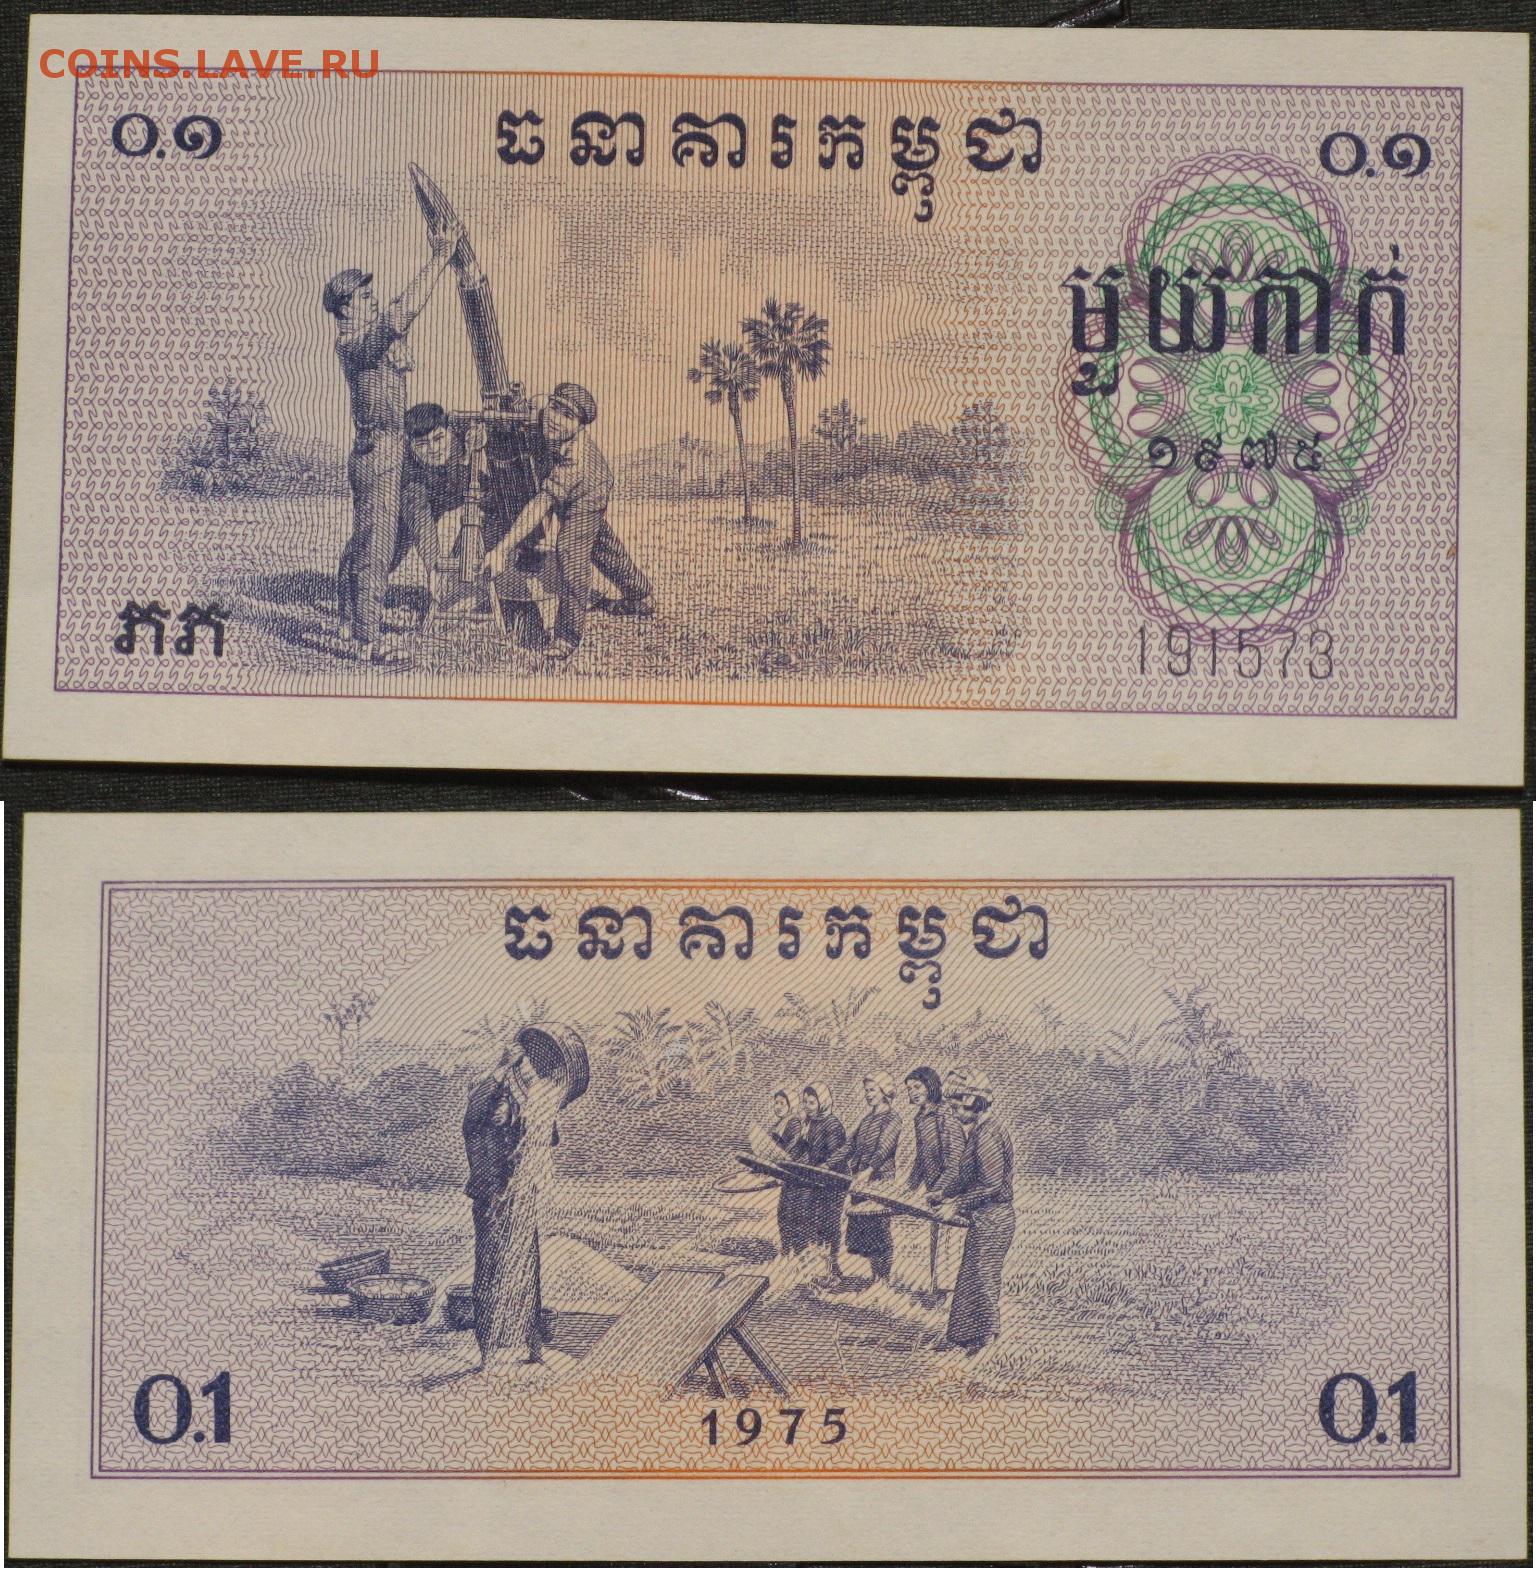 COINS.LAVE.RU
០.១ ធនាគារកម្ពុជា ០.១
មួយកាក់
១៩៧៥
ភភ
191573
ធនាគារកម្ពុជា
0.1 1975 0.1